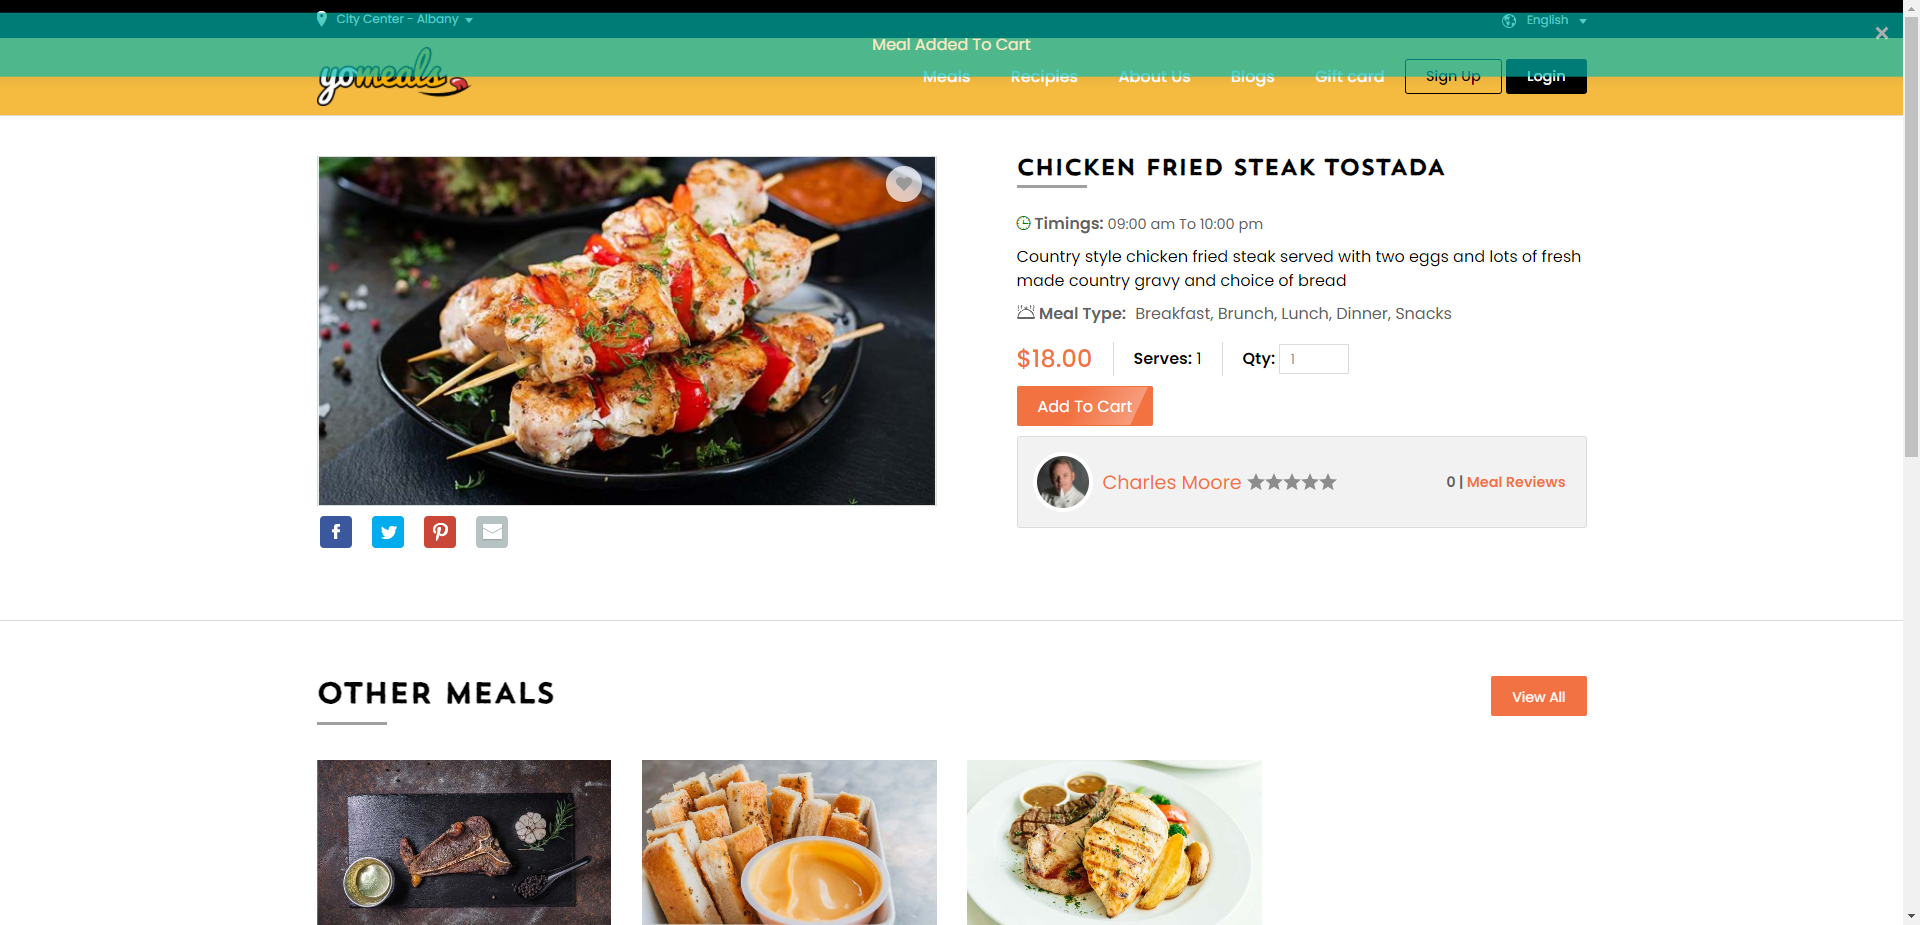 City Center - Albany
English
Meal Added To Cart
yomeals
Meals
Recipies
About Us
Blogs
Gift card
Sign Up
Login
CHICKEN FRIED STEAK TOSTADA
Timings: 09:00 am To 10:00 pm
Country style chicken fried steak served with two eggs and lots of fresh
made country gravy and choice of bread
Meal Type: Breakfast, Brunch, Lunch, Dinner, Snacks
$18.00
Serves: 1
Qty: 1
Add To Cart
Charles Moore
0 | Meal Reviews
OTHER MEALS
View All